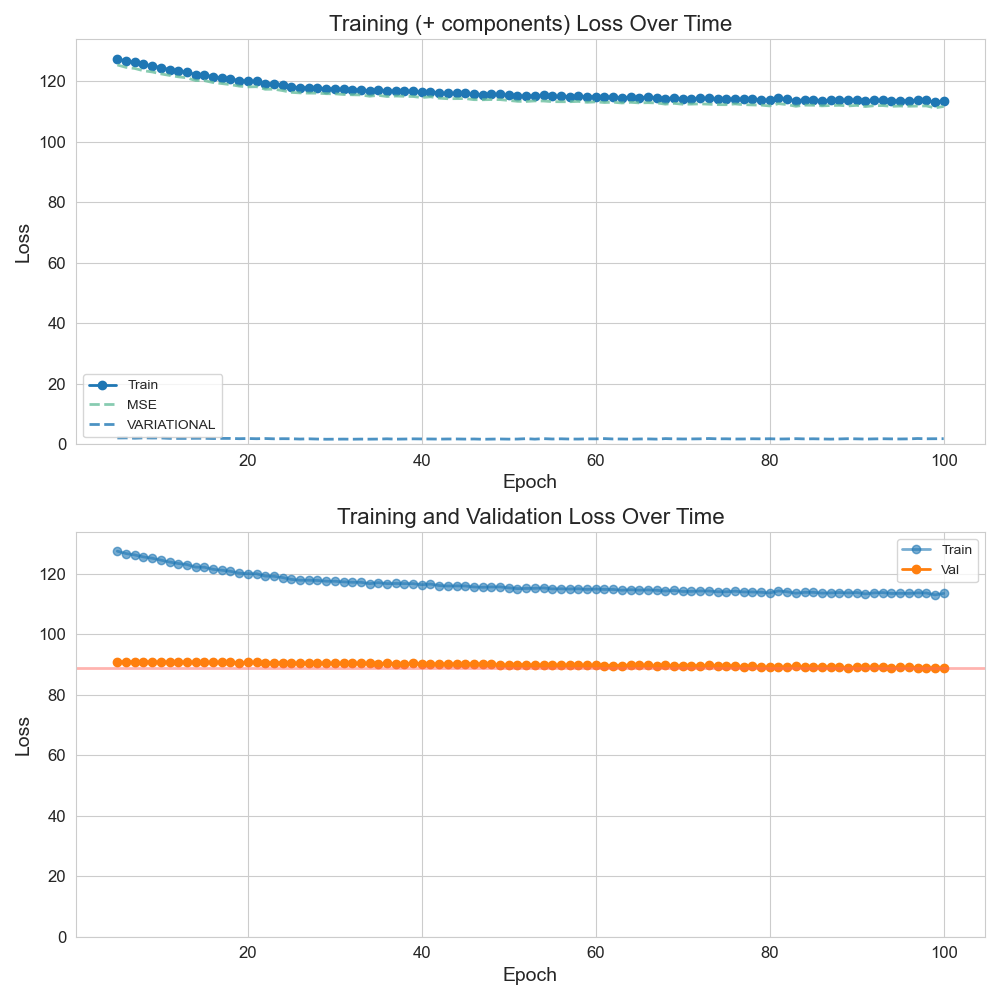 Training (+ components) Loss Over Time
120
100
80
60
40
20
0
Loss
Train
MSE
VARIATIONAL
20 40 60 80 100
Epoch
Training and Validation Loss Over Time
120
100
80
60
40
20
0
Loss
Train
Val
20 40 60 80 100
Epoch